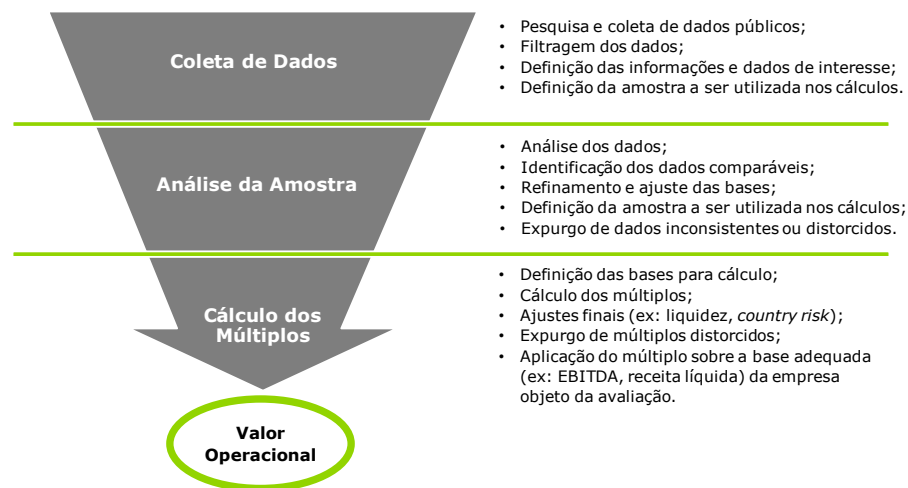 Coleta de Dados
• Pesquisa e coleta de dados públicos;
• Filtragem dos dados;
• Definição das informações e dados de interesse;
• Definição da amostra a ser utilizada nos cálculos.
Análise da Amostra
• Análise dos dados;
• Identificação dos dados comparáveis;
• Refinamento e ajuste das bases;
• Definição da amostra a ser utilizada nos cálculos;
• Expurgo de dados inconsistentes ou distorcidos.
Cálculo dos
Múltiplos
• Definição das bases para cálculo;
• Cálculo dos múltiplos;
• Ajustes finais (ex: liquidez, country risk);
• Expurgo de múltiplos distorcidos;
• Aplicação do múltiplo sobre a base adequada
(ex: EBITDA, receita líquida) da empresa
objeto da avaliação.
Valor
Operacional